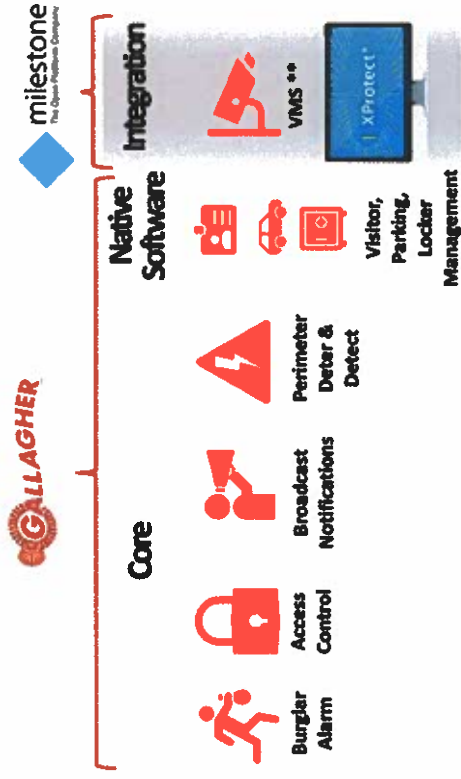 GALLAGHER
milestone
The Open Platform Company
Core
Native
Software
Integration
Burglar
Alarm
Access
Control
Broadcast
Notifications
Perimeter
Deter &
Detect
Visitor,
Parking,
Locker
Management
VMS **
XProtect®